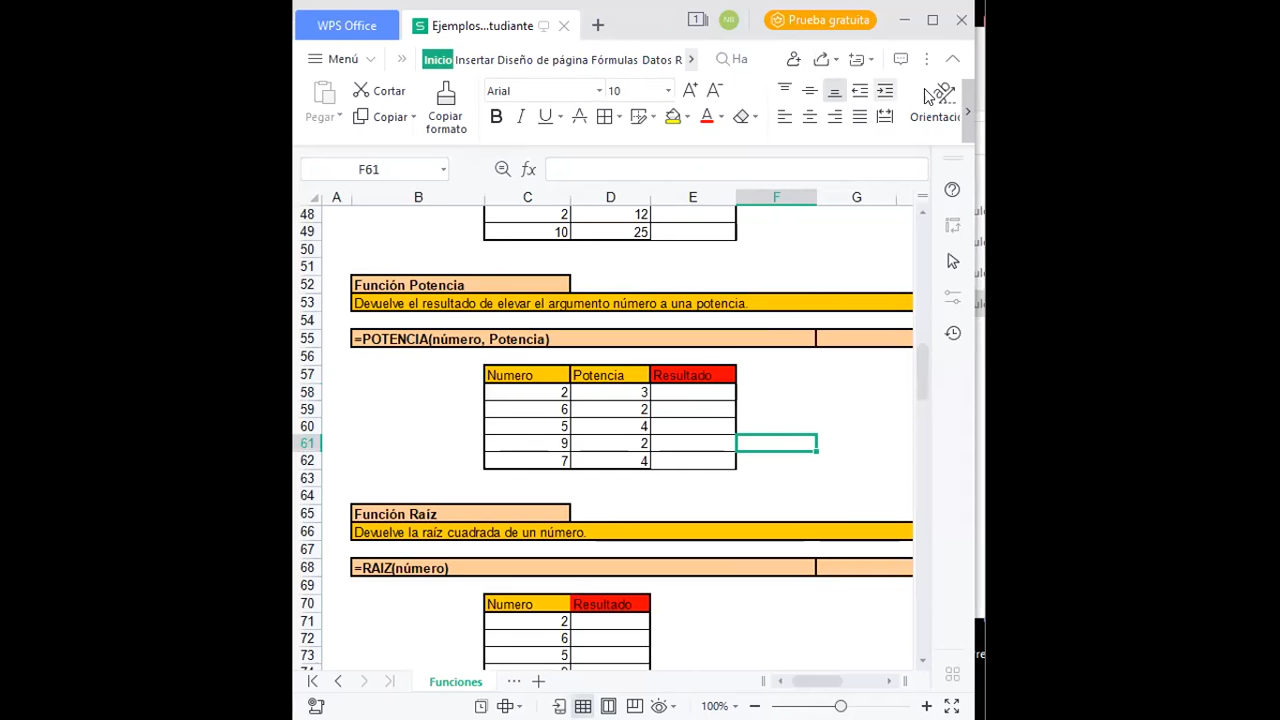 WPS Office
S Ejemplos...tudiante
1
NR
Prueba gratuita
Menú
Inicio Insertar Diseño de página Fórmulas Datos R
Ha
Pegar
Cortar
Copiar
Copiar formato
Arial
10
A+ A-
B I U A
Orientació
F61
fx
A B C D E F G
48 2 12
49 10 25
50
51
52 Función Potencia
53 Devuelve el resultado de elevar el argumento número a una potencia.
54
55 =POTENCIA(número, Potencia)
56
57 Numero Potencia Resultado
58 2 3
59 6 2
60 5 4
61 9 2
62 7 4
63
64
65 Función Raíz
66 Devuelve la raíz cuadrada de un número.
67
68 =RAIZ(número)
69
70 Numero Resultado
71 2
72 6
73 5
Funciones
100%